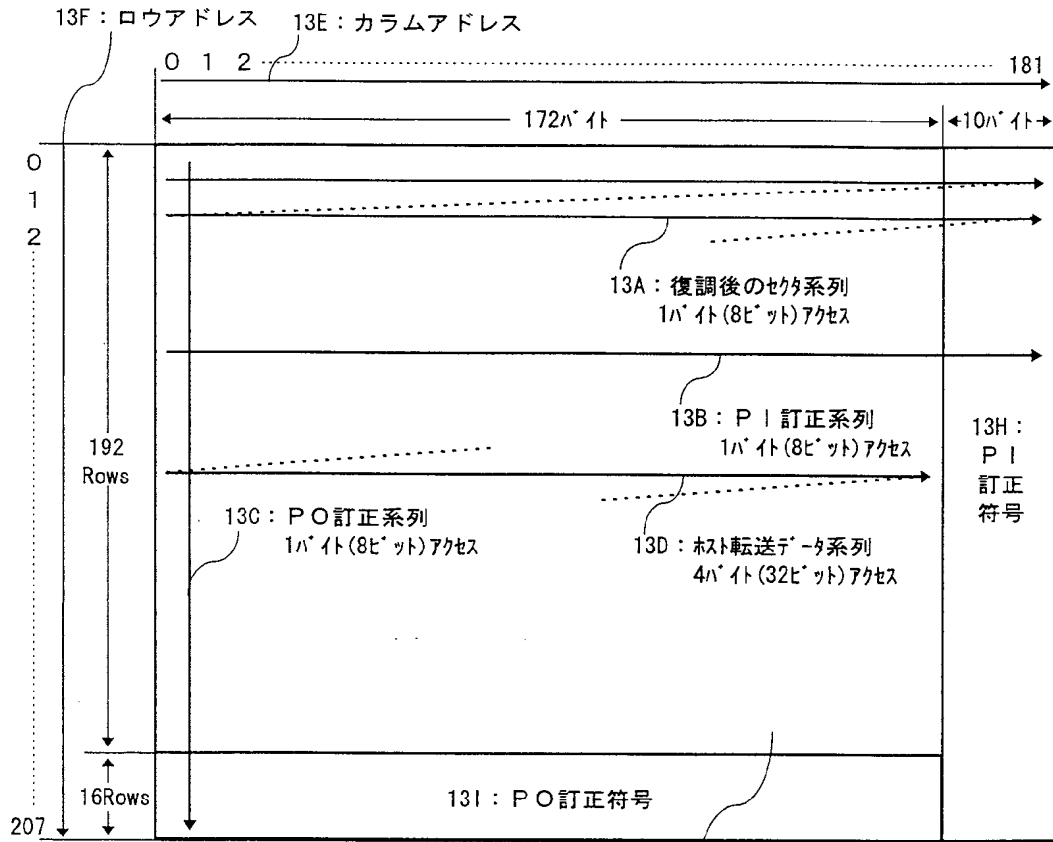 13F：ロウアドレス
13E：カラムアドレス
0 1 2
181
172バイト
10バイト
0
1
2
13A：復調後のセクタ系列
1バイト(8ビット)アクセス
13B：ＰＩ訂正系列
1バイト(8ビット)アクセス
192
Rows
13C：ＰＯ訂正系列
1バイト(8ビット)アクセス
13D：ホスト転送データ系列
4バイト(32ビット)アクセス
13H：
ＰＩ
訂正
符号
16Rows
13I：ＰＯ訂正符号
207